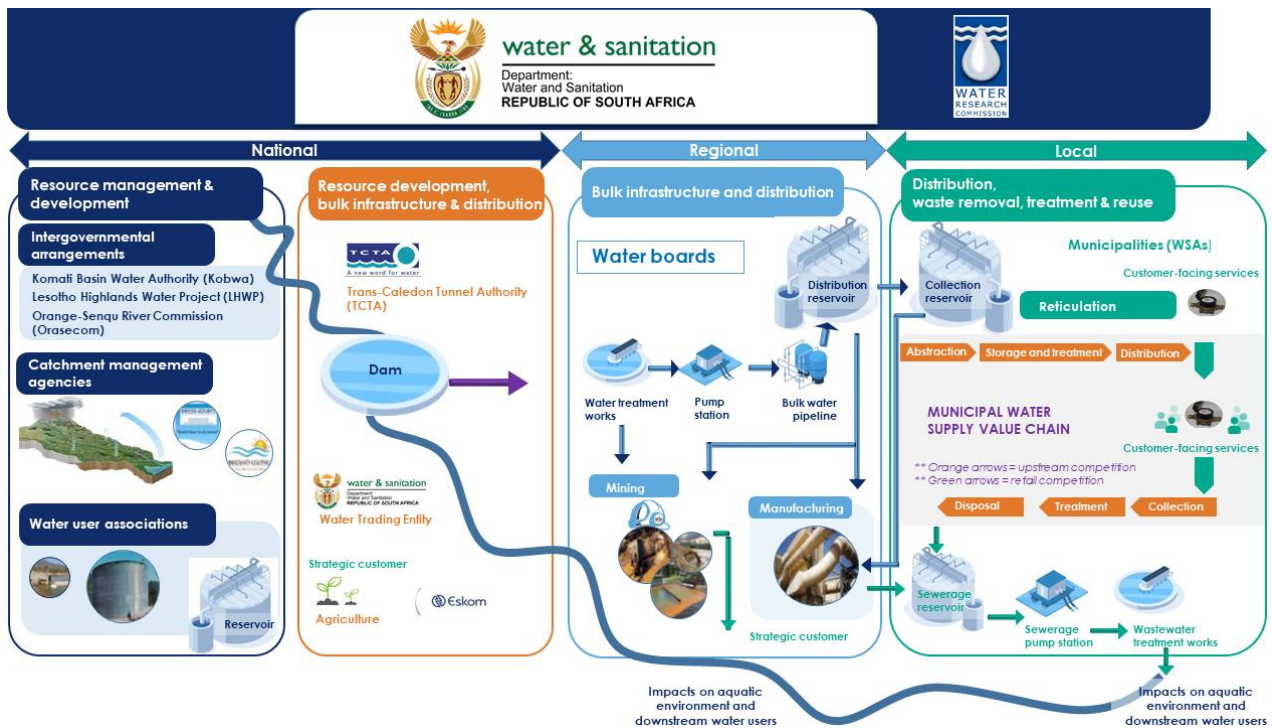 water & sanitation
Department:
Water and Sanitation
REPUBLIC OF SOUTH AFRICA
WATER
RESEARCH
COMMISSION
National
Regional
Local
Resource management &
development
Intergovernmental
arrangements
Komati Basin Water Authority (Kobwa)
Lesotho Highlands Water Project (LHWP)
Orange-Senqu River Commission
(Orasecom)
Catchment management
agencies
Water user associations
Reservoir
Resource development,
bulk infrastructure & distribution
TCTA
A new word for water
Trans-Caledon Tunnel Authority
(TCTA)
Dam
water & sanitation
Department:
Water and Sanitation
REPUBLIC OF SOUTH AFRICA
Water Trading Entity
Strategic customer
Agriculture
Eskom
Bulk infrastructure and distribution
Water boards
Distribution
reservoir
Water treatment
works
Pump
station
Bulk water
pipeline
Mining
Manufacturing
Strategic customer
Distribution,
waste removal, treatment & reuse
Municipalities (WSAs)
Collection
reservoir
Customer-facing services
Reticulation
Abstraction
Storage and treatment
Distribution
MUNICIPAL WATER
SUPPLY VALUE CHAIN
Customer-facing services
** Orange arrows = upstream competition
** Green arrows = retail competition
Disposal
Treatment
Collection
Sewerage
reservoir
Sewerage
pump station
Wastewater
treatment works
Impacts on aquatic
environment and
downstream water users
Impacts on aquatic
environment and
downstream water users